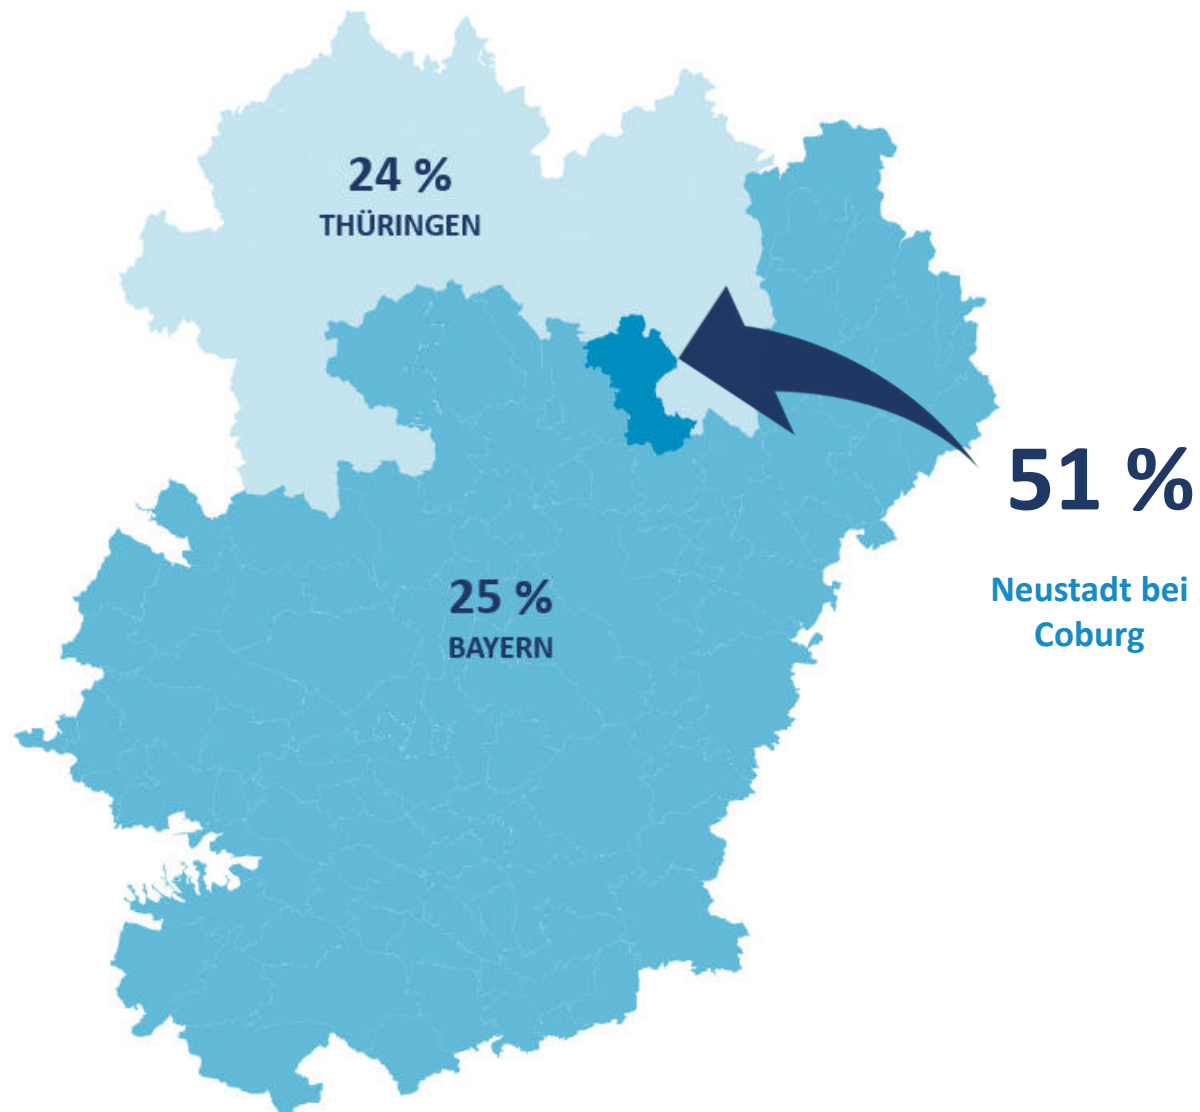 24 %
THÜRINGEN
51 %
Neustadt bei
Coburg
25 %
BAYERN